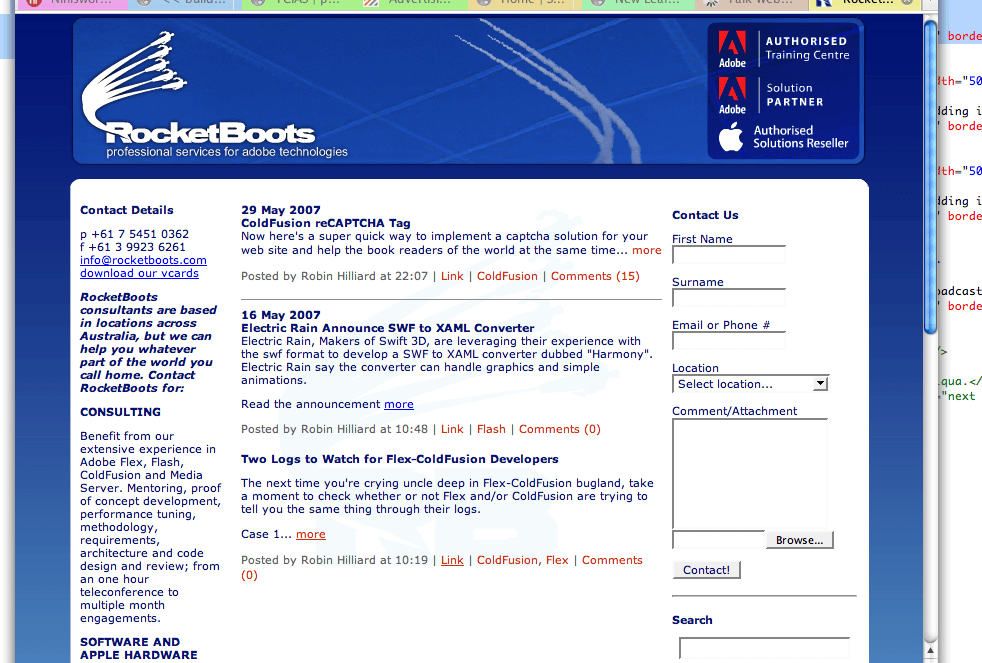 << Build...
Advertisi...
Home | S...
New Leaf...
Talk Web...
Rocket...
RocketBoots
professional services for adobe technologies
Adobe
AUTHORISED
Training Centre
Adobe
Solution
PARTNER
Authorised
Solutions Reseller
Contact Details
p +61 7 5451 0362
f +61 3 9923 6261
info@rocketboots.com
download our vcards
RocketBoots
consultants are based
in locations across
Australia, but we can
help you whatever
part of the world you
call home. Contact
RocketBoots for:
CONSULTING
Benefit from our
extensive experience in
Adobe Flex, Flash,
ColdFusion and Media
Server. Mentoring, proof
of concept development,
performance tuning,
methodology,
requirements,
architecture and code
design and review; from
an one hour
teleconference to
multiple month
engagements.
SOFTWARE AND
APPLE HARDWARE
29 May 2007
ColdFusion reCAPTCHA Tag
Now here's a super quick way to implement a captcha solution for your
web site and help the book readers of the world at the same time... more
Posted by Robin Hilliard at 22:07 | Link | ColdFusion | Comments (15)
16 May 2007
Electric Rain Announce SWF to XAML Converter
Electric Rain, Makers of Swift 3D, are leveraging their experience with
the swf format to develop a SWF to XAML converter dubbed "Harmony".
Electric Rain say the converter can handle graphics and simple
animations.
Read the announcement more
Posted by Robin Hilliard at 10:48 | Link | Flash | Comments (0)
Two Logs to Watch for Flex-ColdFusion Developers
The next time you're crying uncle deep in Flex-ColdFusion bugland, take
a moment to check whether or not Flex and/or ColdFusion are trying to
tell you the same thing through their logs.
Case 1... more
Posted by Robin Hilliard at 10:19 | Link | ColdFusion, Flex | Comments
(0)
Contact Us
First Name
Surname
Email or Phone #
Location
Select location...
Comment/Attachment
Browse...
Contact!
Search
" borde
dth="50
dding i
" borde
dth="50
dding i
" borde
oadcast
" borde
/>
iqua.</
="next